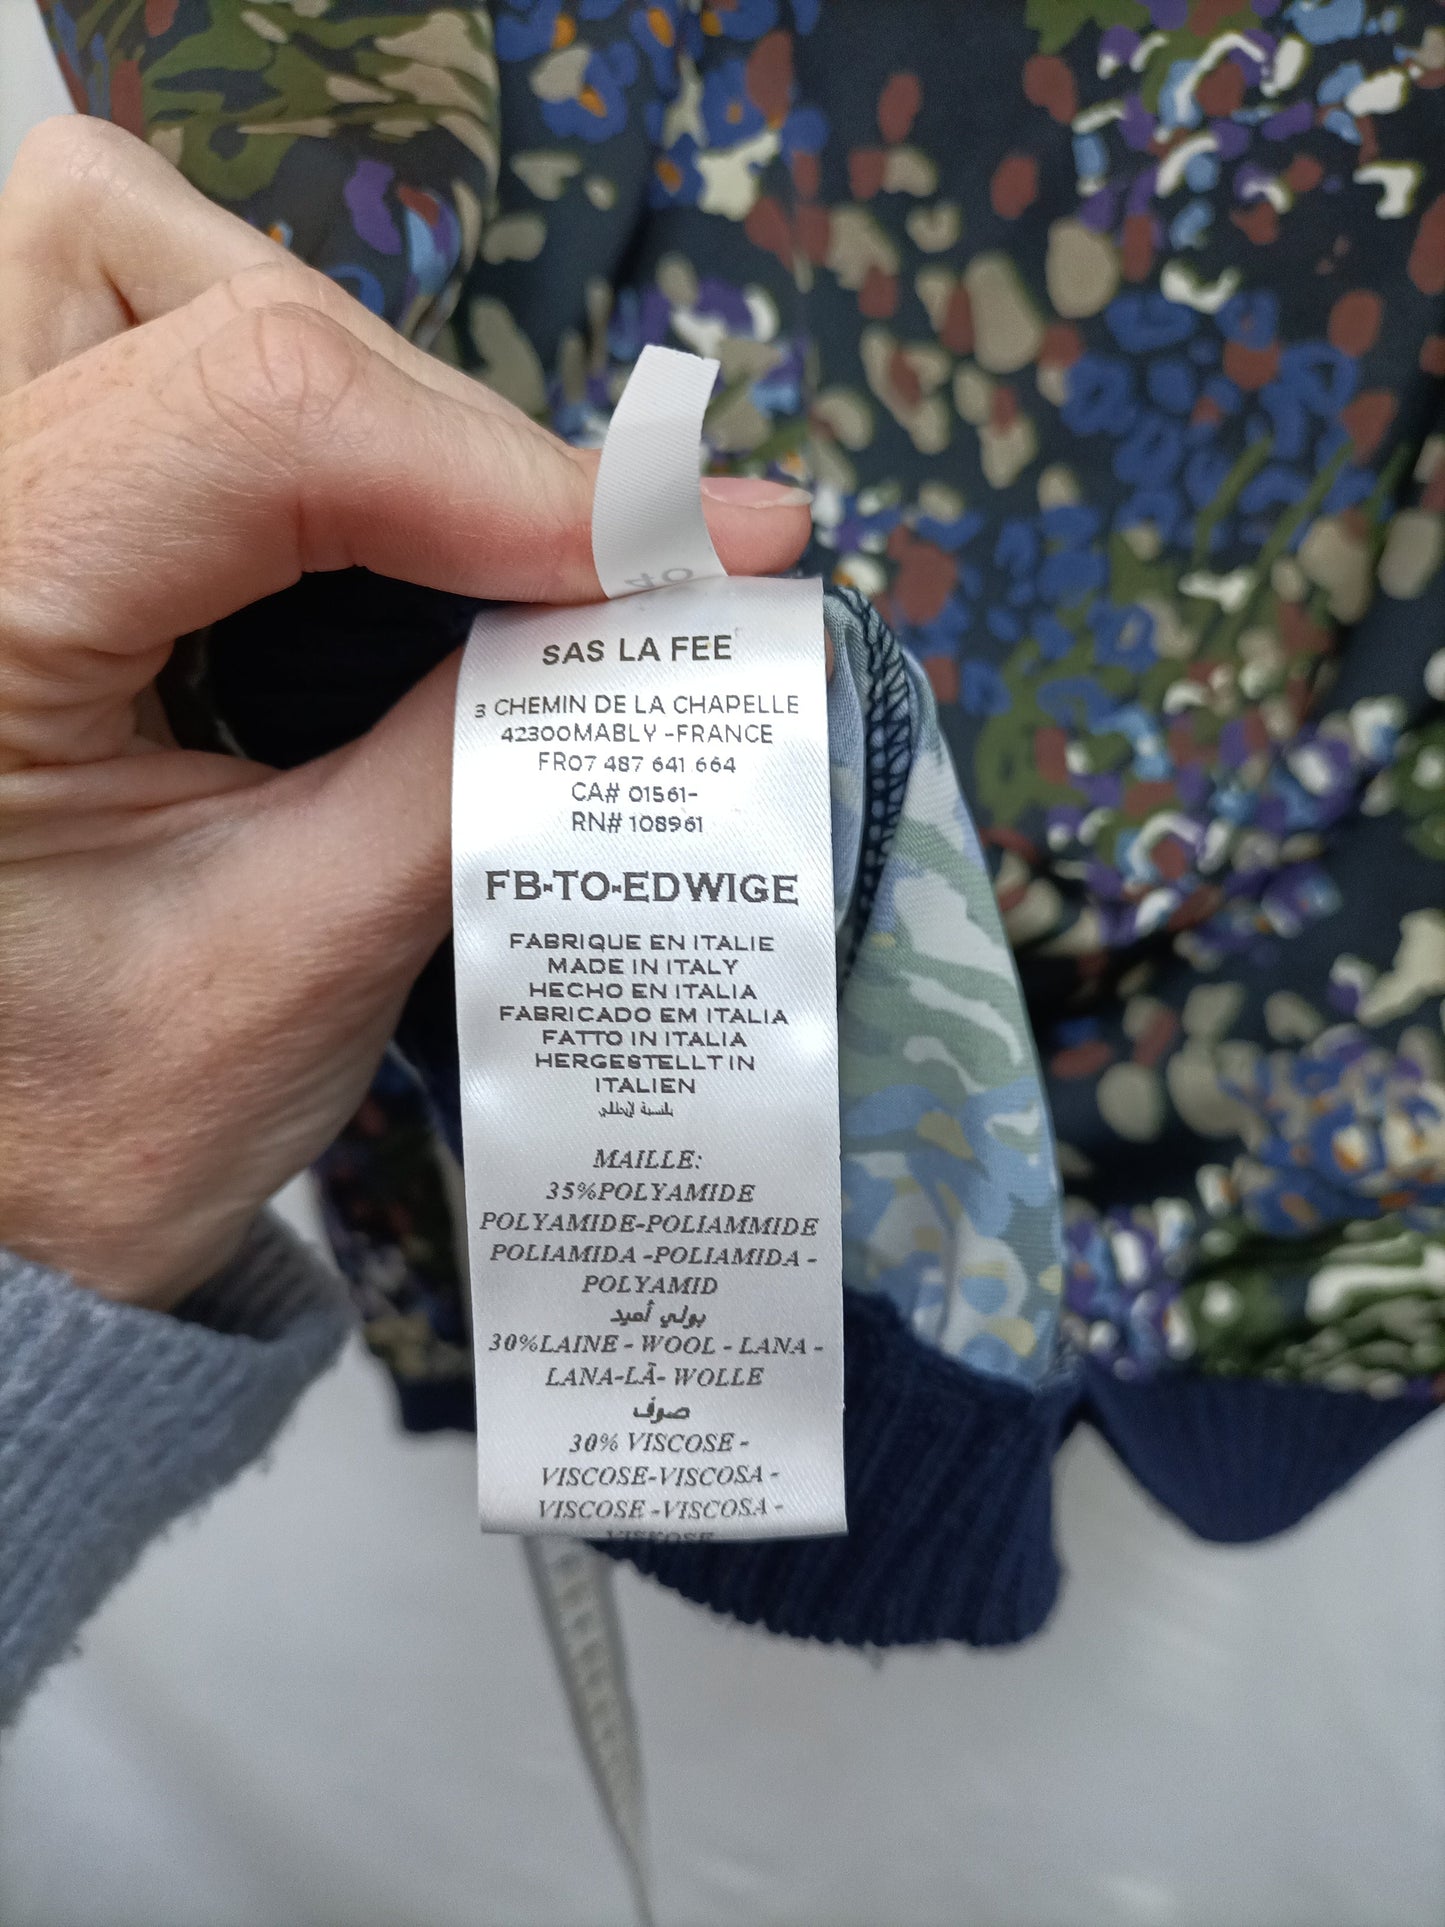 40
SAS LA FEE
3 CHEMIN DE LA CHAPELLE
42300MABLY -FRANCE
FR07 487 641 664
CA# 01561-
RN# 108961
FB-TO-EDWIGE
FABRIQUE EN ITALIE
MADE IN ITALY
HECHO EN ITALIA
FABRICADO EM ITALIA
FATTO IN ITALIA
HERGESTELLT IN
ITALIEN
MAILLE:
35%POLYAMIDE
POLYAMIDE-POLIAMMIDE
POLIAMIDA -POLIAMIDA -
POLYAMID
بولي أميد
30%LAINE - WOOL - LANA -
LANA-LÃ- WOLLE
صوف
30% VISCOSE -
VISCOSE-VISCOSA -
VISCOSE -VISCOSA -
VISKOSE